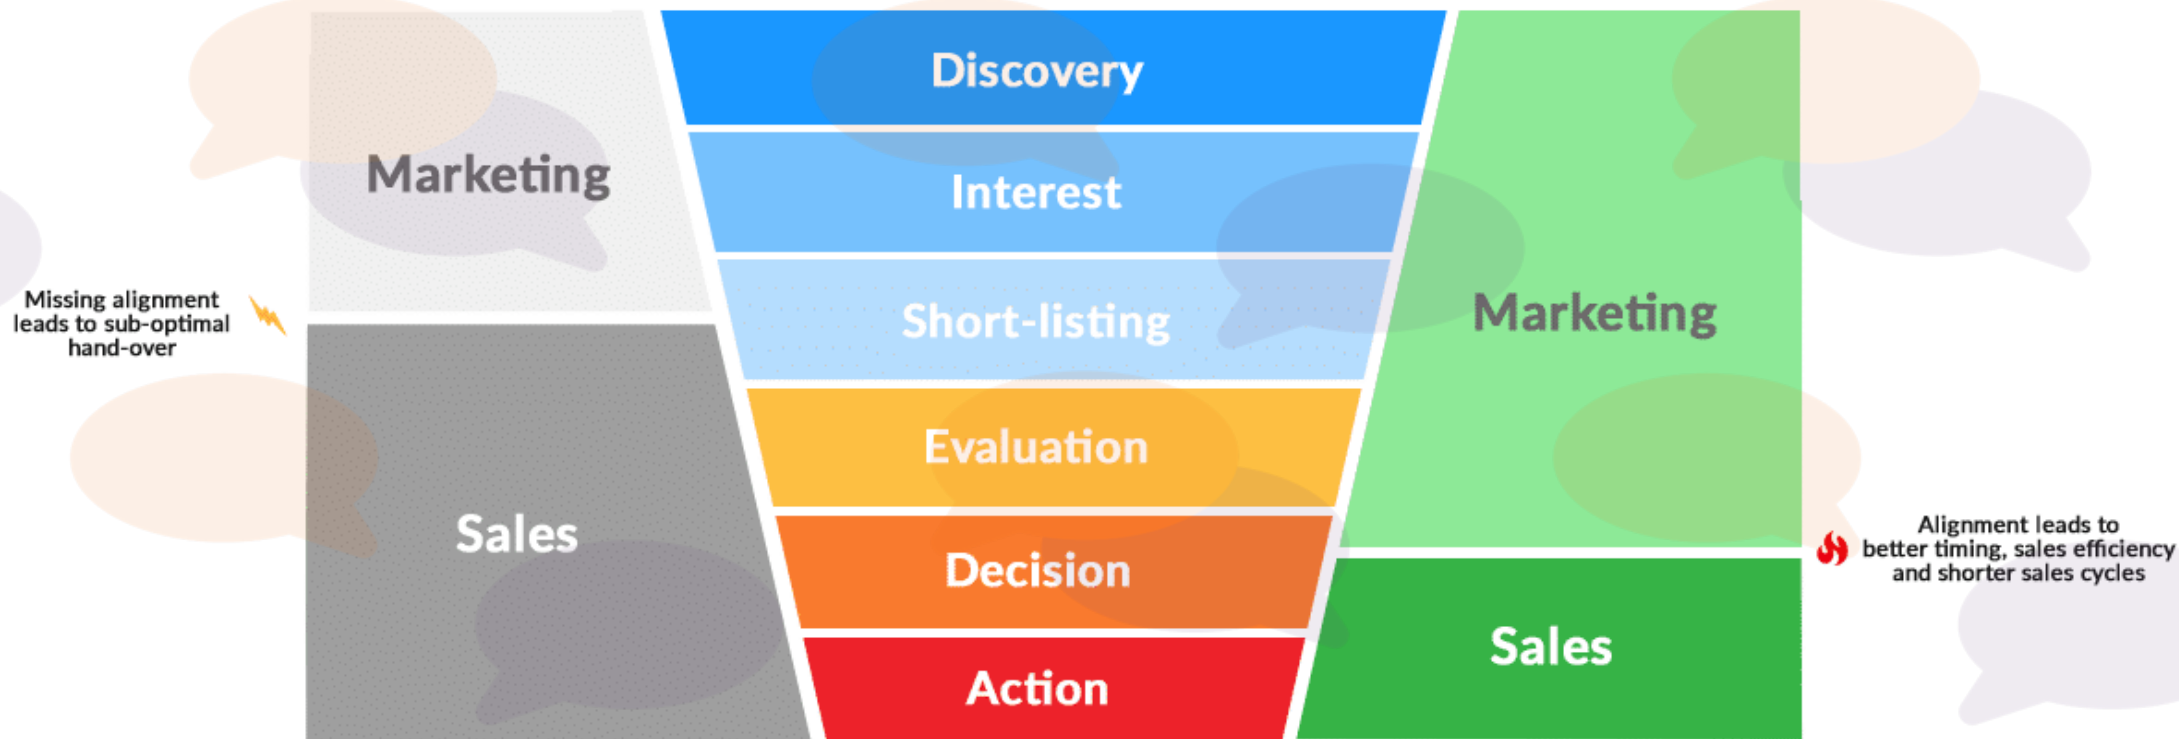 Discovery
Marketing
Interest
Missing alignment
leads to sub-optimal
hand-over
Short-listing
Marketing
Evaluation
Sales
Decision
Alignment leads to
better timing, sales efficiency
and shorter sales cycles
Sales
Action